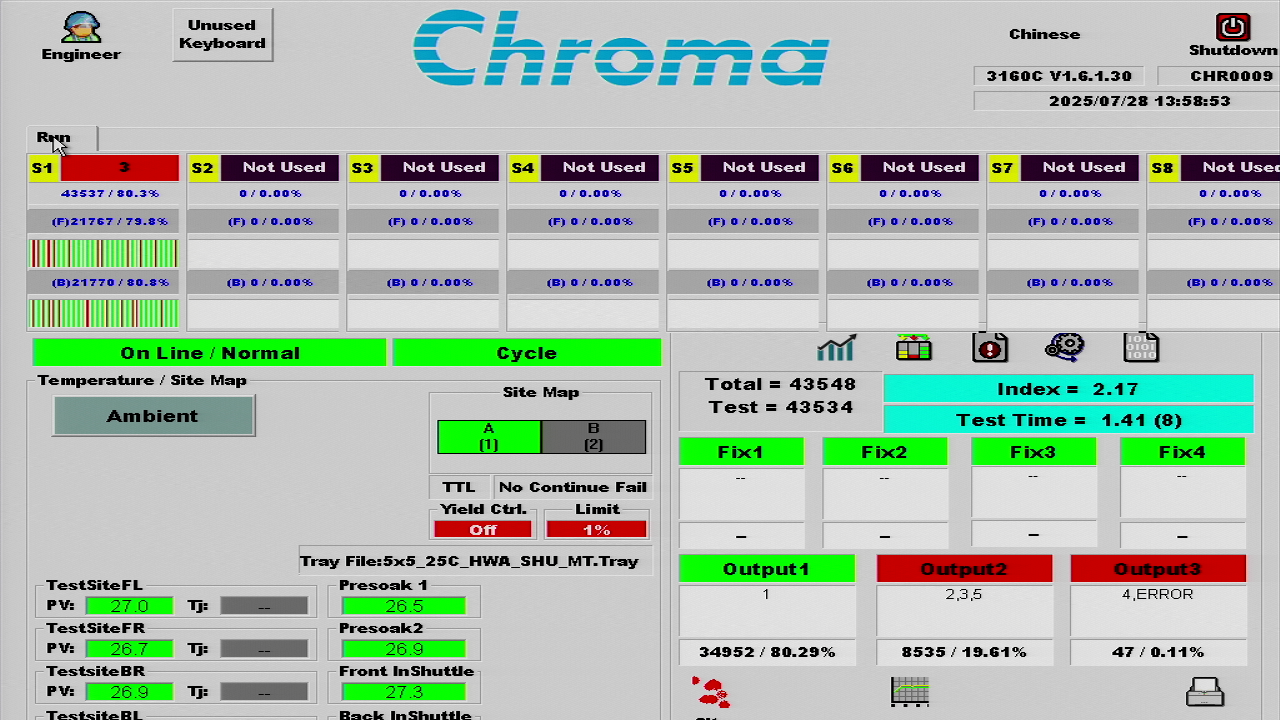 Engineer
Unused
Keyboard
Chroma
Chinese
Shutdown
3160C V1.6.1.30
CHR0009
2025/07/28 13:58:53
Run
S1 3
S2 Not Used
S3 Not Used
S4 Not Used
S5 Not Used
S6 Not Used
S7 Not Used
S8 Not Us
43537 / 80.3%
0 / 0.00%
0 / 0.00%
0 / 0.00%
0 / 0.00%
0 / 0.00%
0 / 0.00%
0 / 0.00%
(F)21767 / 79.8%
(F) 0 / 0.00%
(F) 0 / 0.00%
(F) 0 / 0.00%
(F) 0 / 0.00%
(F) 0 / 0.00%
(F) 0 / 0.00%
(F) 0 / 0.00%
(B)21770 / 80.8%
(B) 0 / 0.00%
(B) 0 / 0.00%
(B) 0 / 0.00%
(B) 0 / 0.00%
(B) 0 / 0.00%
(B) 0 / 0.00%
(B) 0 / 0.00%
On Line / Normal
Cycle
Temperature / Site Map
Ambient
Site Map
A
(1)
B
(2)
TTL
No Continue Fail
Yield Ctrl.
Off
Limit
1%
Tray File:5x5_25C_HWA_SHU_MT.Tray
TestSiteFL
PV: 27.0 Tj: --
TestSiteFR
PV: 26.7 Tj: --
TestsiteBR
PV: 26.9 Tj: --
TestsiteBL
Presoak 1
26.5
Presoak2
26.9
Front InShuttle
27.3
Back InShuttle
Total = 43548
Test = 43534
Index = 2.17
Test Time = 1.41 (8)
Fix1
--
--
Fix2
--
--
Fix3
--
--
Fix4
--
--
Output1
1
34952 / 80.29%
Output2
2,3,5
8535 / 19.61%
Output3
4,ERROR
47 / 0.11%